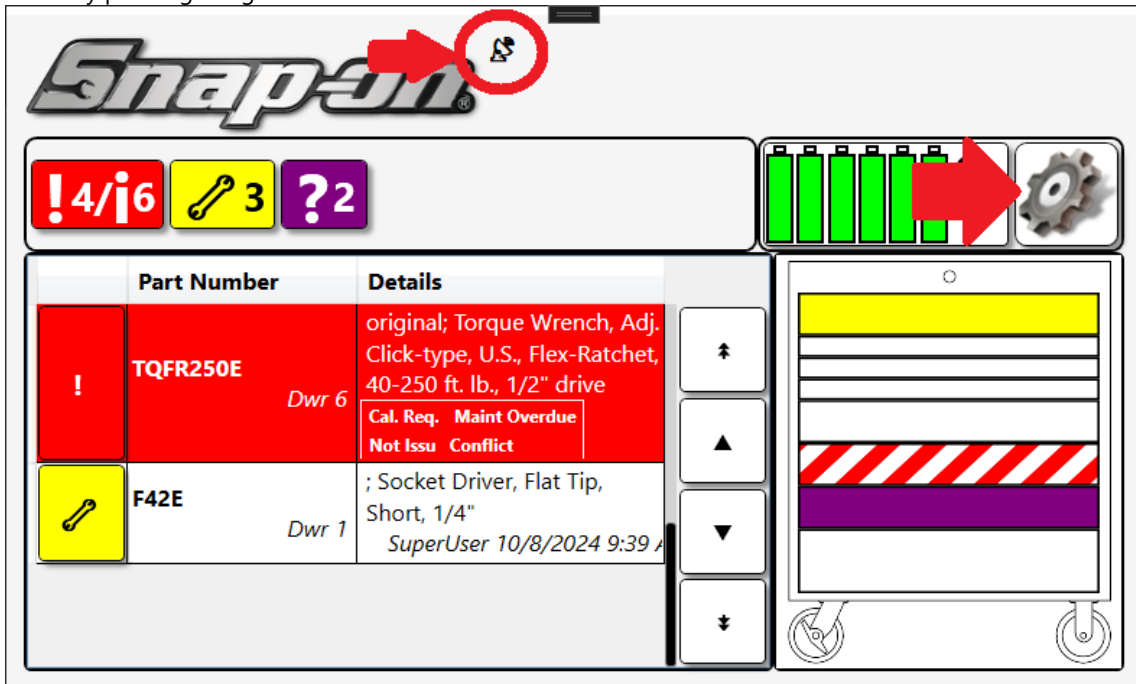 Snap-on®
!4/i6 3 ?2
Part Number Details
! TQFR250E Dwr 6
original; Torque Wrench, Adj.
Click-type, U.S., Flex-Ratchet,
40-250 ft. lb., 1/2" drive
Cal. Req. Maint Overdue
Not Issu Conflict
F42E Dwr 1
; Socket Driver, Flat Tip,
Short, 1/4"
SuperUser 10/8/2024 9:39